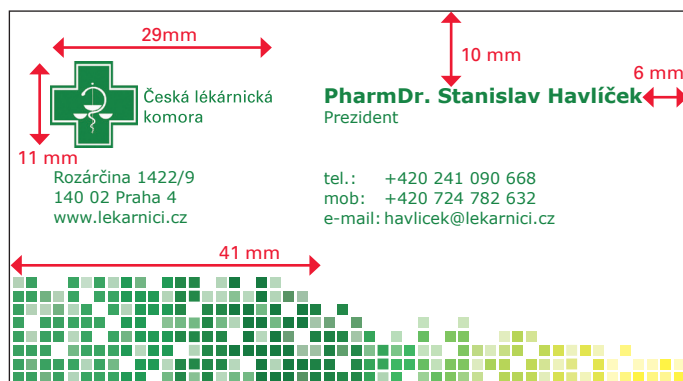 29mm
10 mm
6 mm
Česká lékárnická
komora
PharmDr. Stanislav Havlíček
Prezident
11 mm
Rozárčina 1422/9
140 02 Praha 4
www.lekarnici.cz
tel.: +420 241 090 668
mob: +420 724 782 632
e-mail: havlicek@lekarnici.cz
41 mm